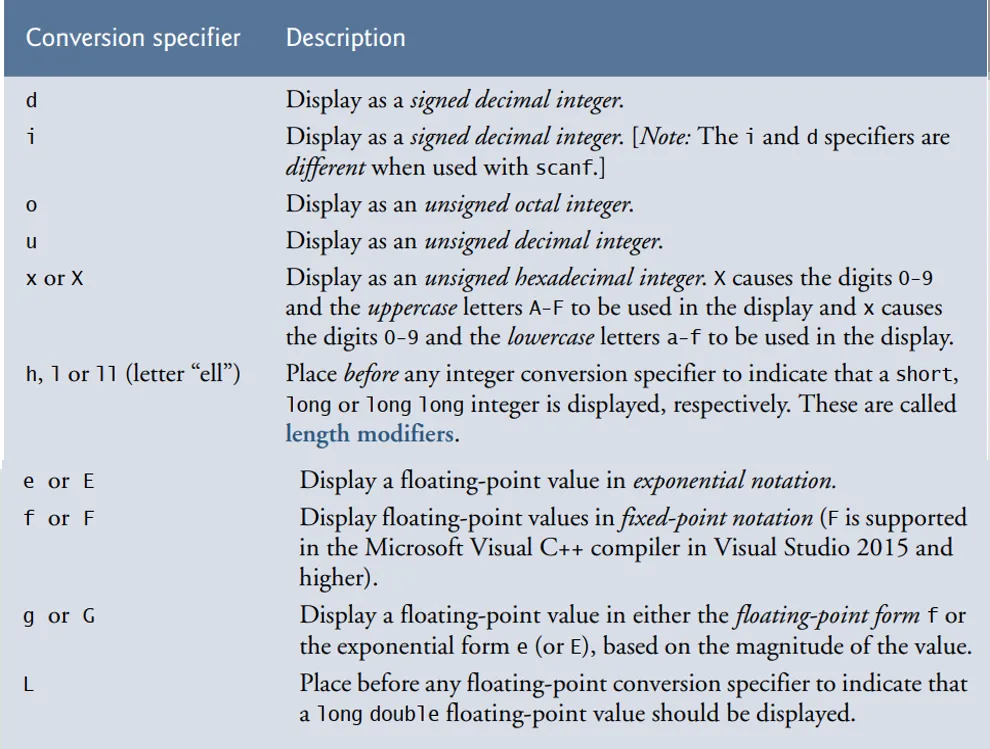 Conversion specifier Description
d Display as a signed decimal integer.
i Display as a signed decimal integer. [Note: The i and d specifiers are
different when used with scanf.]
o Display as an unsigned octal integer.
u Display as an unsigned decimal integer.
x or X Display as an unsigned hexadecimal integer. X causes the digits 0-9
and the uppercase letters A-F to be used in the display and x causes
the digits 0-9 and the lowercase letters a-f to be used in the display.
h, l or ll (letter “ell”) Place before any integer conversion specifier to indicate that a short,
long or long long integer is displayed, respectively. These are called
length modifiers.
e or E Display a floating-point value in exponential notation.
f or F Display floating-point values in fixed-point notation (F is supported
in the Microsoft Visual C++ compiler in Visual Studio 2015 and
higher).
g or G Display a floating-point value in either the floating-point form f or
the exponential form e (or E), based on the magnitude of the value.
L Place before any floating-point conversion specifier to indicate that
a long double floating-point value should be displayed.